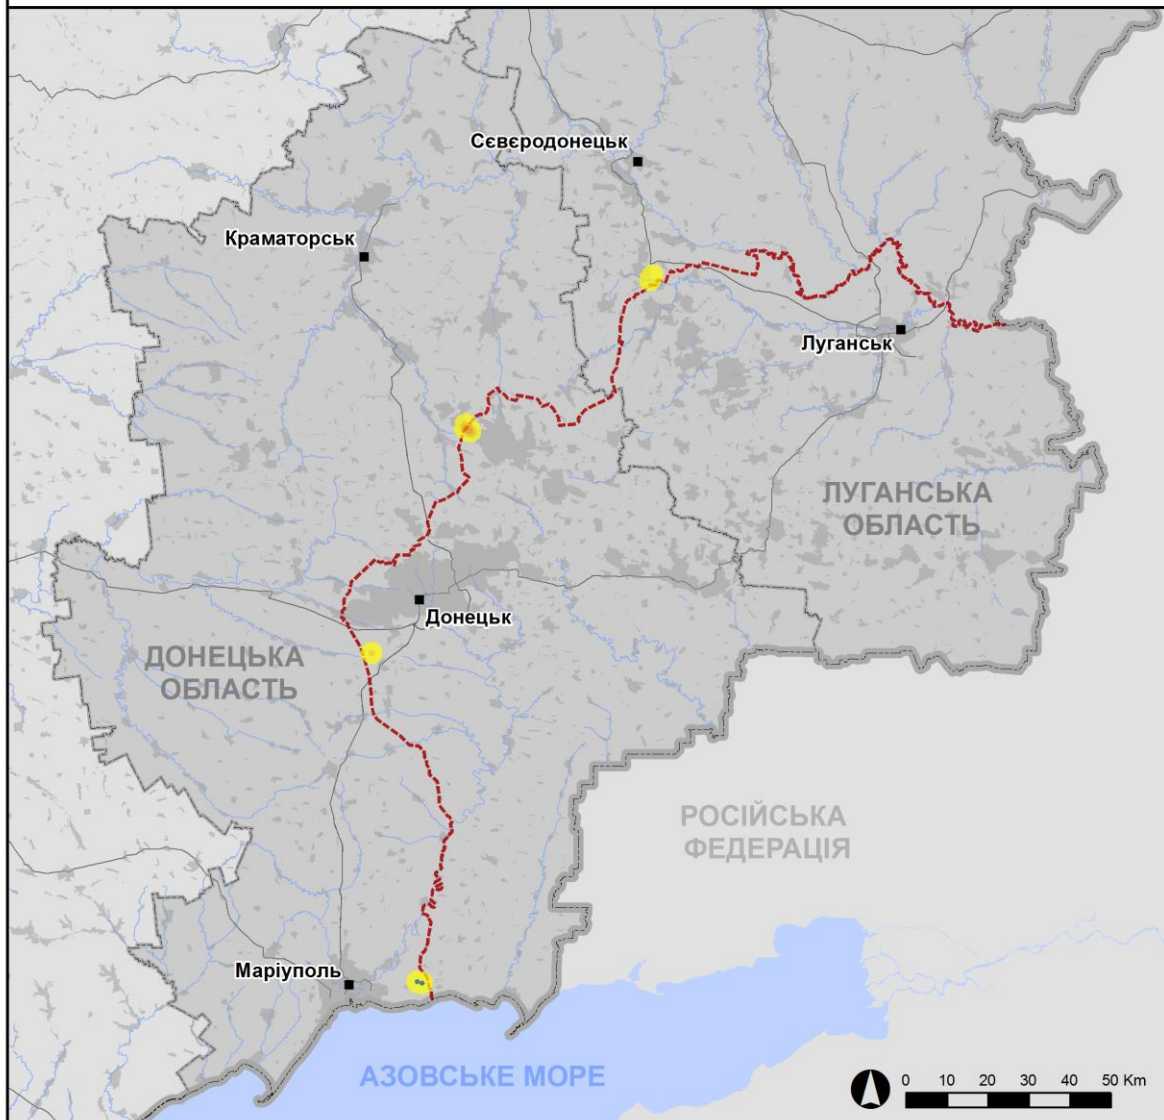 Сєвєродонецьк
Краматорськ
Луганськ
ЛУГАНСЬКА
ОБЛАСТЬ
Донецьк
ДОНЕЦЬКА
ОБЛАСТЬ
РОСІЙСЬКА
ФЕДЕРАЦІЯ
Маріуполь
АЗОВСЬКЕ МОРЕ
0 10 20 30 40 50 Km